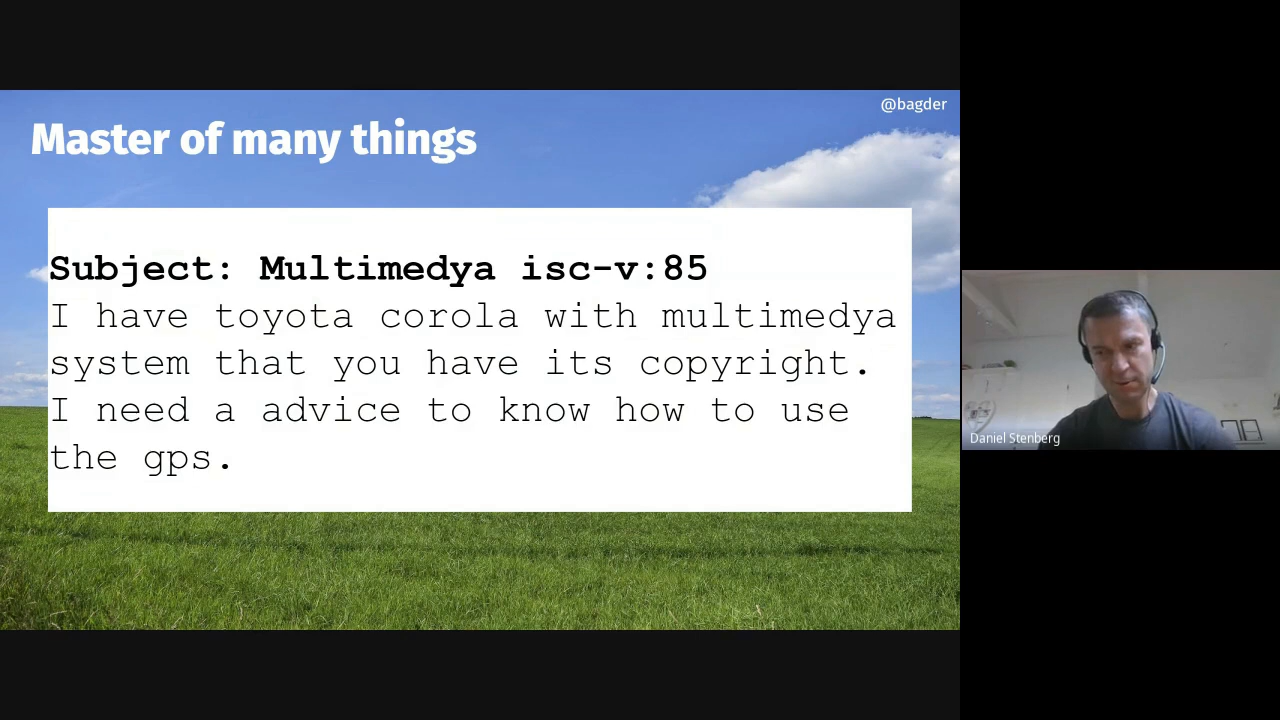 @bagder
Master of many things
Subject: Multimedya isc-v:85
I have toyota corola with multimedya
system that you have its copyright.
I need a advice to know how to use
the gps.
Daniel Stenberg